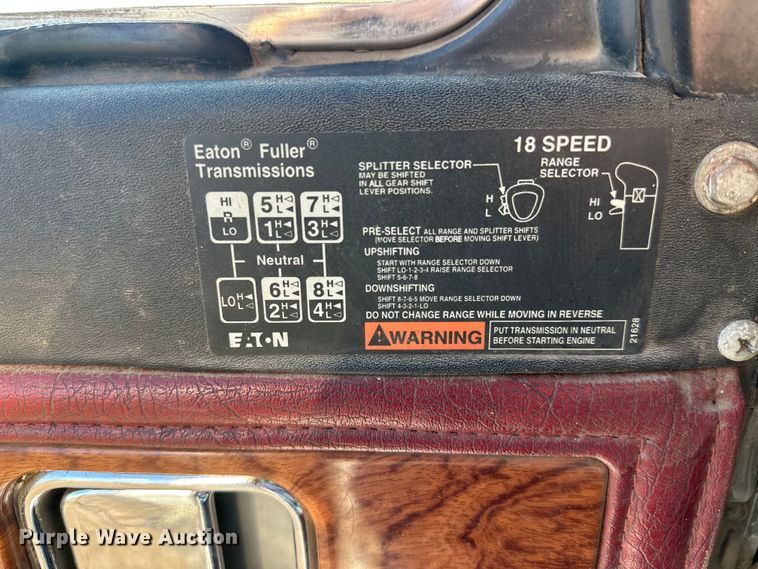 Eaton® Fuller®
Transmissions
18 SPEED
SPLITTER SELECTOR
MAY BE SHIFTED
IN ALL GEAR SHIFT
LEVER POSITIONS.
H
L
RANGE
SELECTOR
HI
LO
HI
R
LO
5 H
L
1
7 H
L
3
Neutral
LO H
L
6 H
L
2
8 H
L
4
PRE-SELECT ALL RANGE AND SPLITTER SHIFTS
(MOVE SELECTOR BEFORE MOVING SHIFT LEVER)
UPSHIFTING
START WITH RANGE SELECTOR DOWN
SHIFT LO-1-2-3-4 RAISE RANGE SELECTOR
SHIFT 5-6-7-8
DOWNSHIFTING
SHIFT 8-7-6-5 MOVE RANGE SELECTOR DOWN
SHIFT 4-3-2-1-LO
DO NOT CHANGE RANGE WHILE MOVING IN REVERSE
EATON
WARNING
PUT TRANSMISSION IN NEUTRAL
BEFORE STARTING ENGINE
21628
Purple Wave Auction